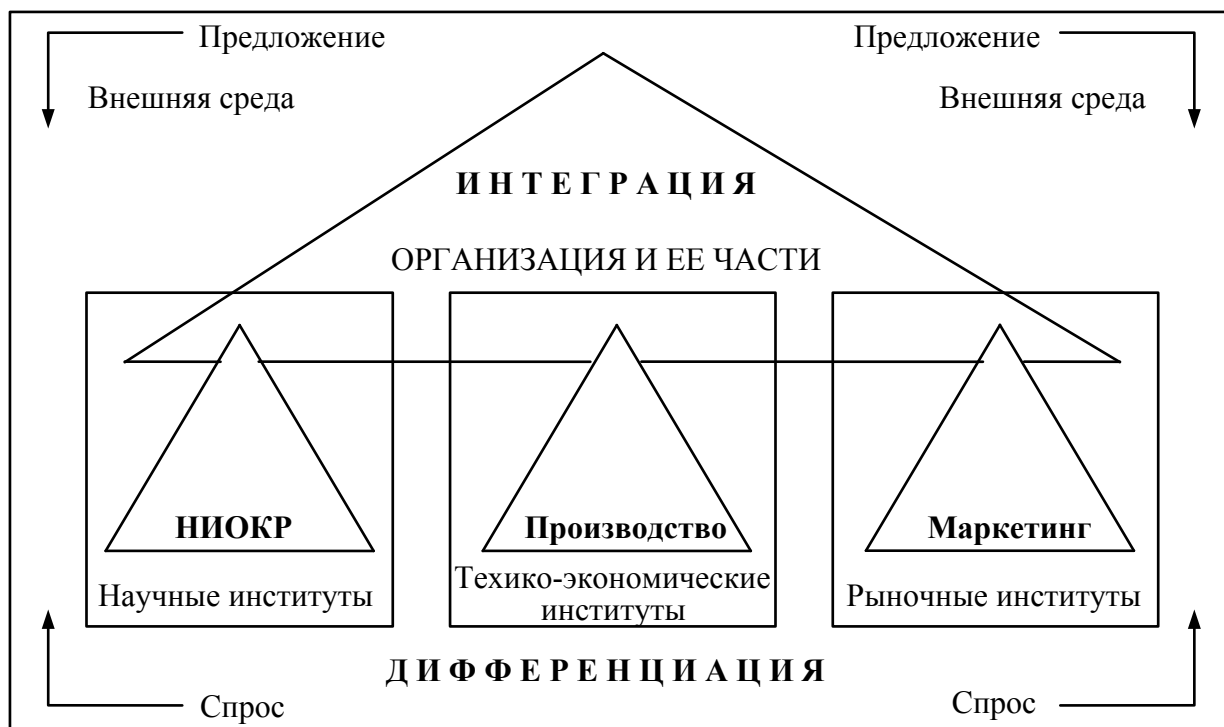 Предложение
Предложение
Внешняя среда
Внешняя среда
ИНТЕГРАЦИЯ
ОРГАНИЗАЦИЯ И ЕЕ ЧАСТИ
НИОКР
Производство
Маркетинг
Научные институты
Техико-экономические
институты
Рыночные институты
ДИФФЕРЕНЦИАЦИЯ
Спрос
Спрос